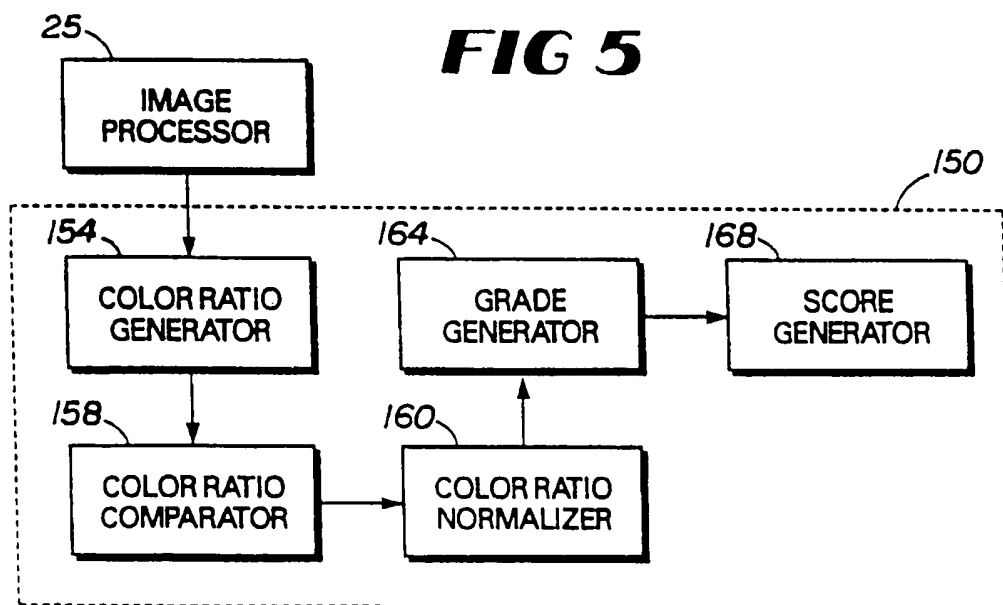 FIG 5
25
IMAGE
PROCESSOR
150
154
COLOR RATIO
GENERATOR
164
GRADE
GENERATOR
168
SCORE
GENERATOR
158
COLOR RATIO
COMPARATOR
160
COLOR RATIO
NORMALIZER